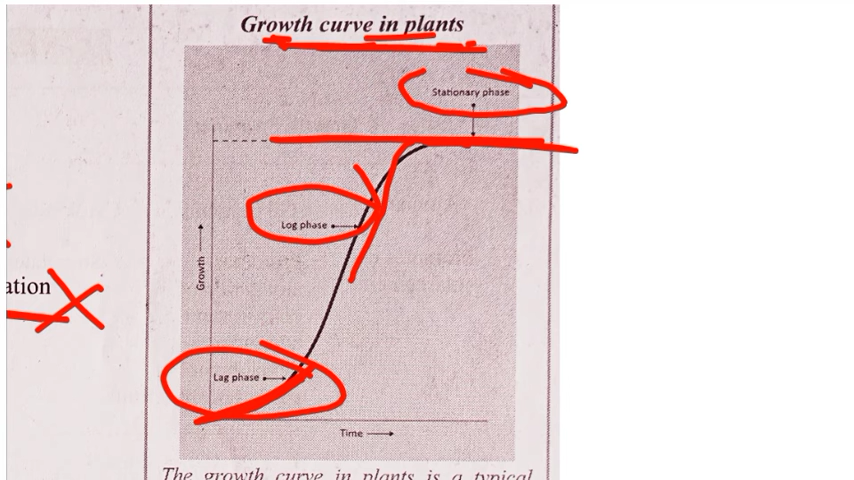 Growth curve in plants
Stationary phase
Log phase
Growth
ation
Lag phase
Time
The growth curve in plants is a typical